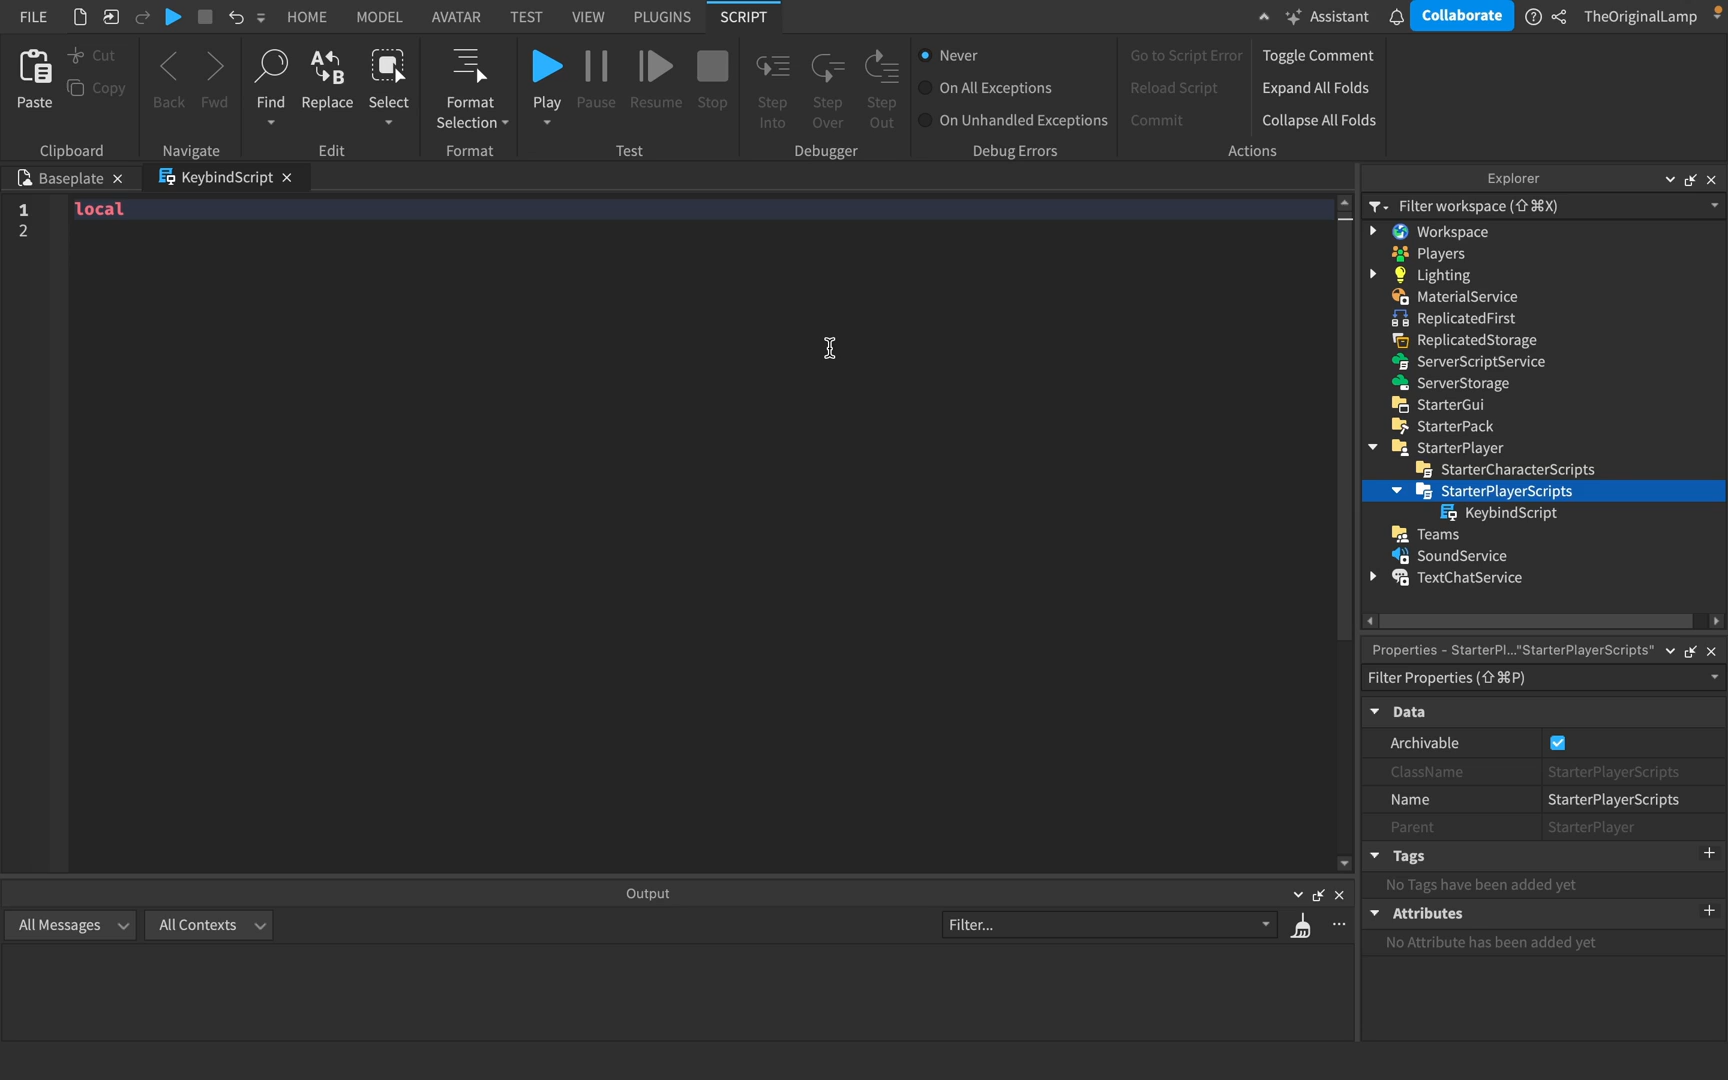 FILE HOME MODEL AVATAR TEST VIEW PLUGINS SCRIPT Assistant Collaborate TheOriginalLamp
Paste Cut Copy
Back Fwd
Find Replace Select
Format Selection
Play Pause Resume Stop
Step Into Step Over Step Out
Never
On All Exceptions
On Unhandled Exceptions
Go to Script Error
Reload Script
Commit
Toggle Comment
Expand All Folds
Collapse All Folds
Clipboard Navigate Edit Format Test Debugger Debug Errors Actions
Baseplate KeybindScript
1 local
2
Explorer
Filter workspace (⇧⌘X)
Workspace
Players
Lighting
MaterialService
ReplicatedFirst
ReplicatedStorage
ServerScriptService
ServerStorage
StarterGui
StarterPack
StarterPlayer
StarterCharacterScripts
StarterPlayerScripts
KeybindScript
Teams
SoundService
TextChatService
Properties - StarterPl..."StarterPlayerScripts"
Filter Properties (⇧⌘P)
Data
Archivable
ClassName StarterPlayerScripts
Name StarterPlayerScripts
Parent StarterPlayer
Tags
No Tags have been added yet
Attributes
No Attribute has been added yet
Output
All Messages All Contexts Filter...